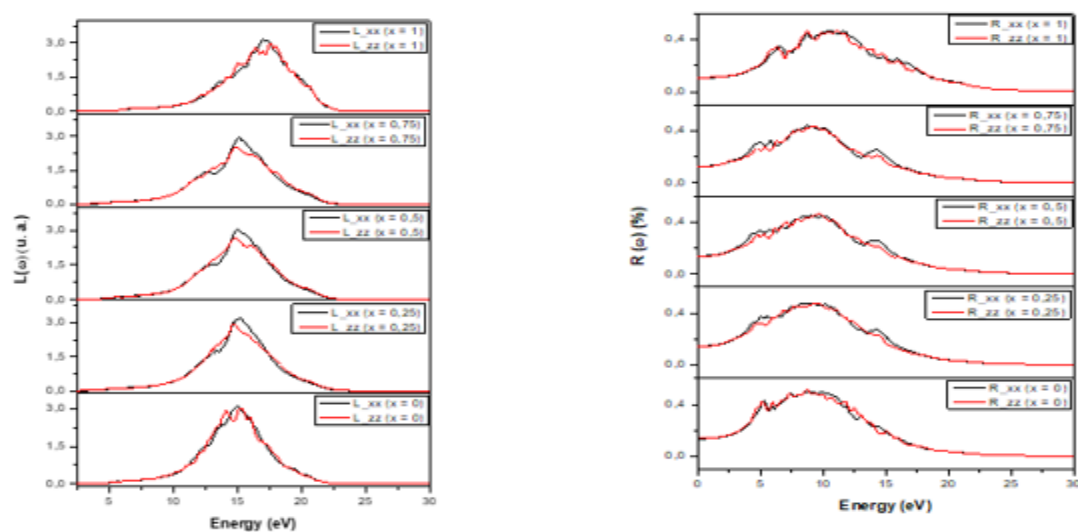 L_xx (x = 1)
L_zz (x = 1)
3,0
1,5
0,0
L_xx (x = 0,75)
L_zz (x = 0,75)
3,0
1,5
0,0
L_xx (x = 0,5)
L_zz (x = 0,5)
3,0
1,5
0,0
L_xx (x = 0,25)
L_zz (x = 0,25)
3,0
1,5
0,0
L_xx (x = 0)
L_zz (x = 0)
3,0
1,5
0,0
5 10 15 20 25 30
Energy (eV)
L(ω) (u. a.)
R_xx (x = 1)
R_zz (x = 1)
0,4
0,0
R_xx (x = 0,75)
R_zz (x = 0,75)
0,4
0,0
R_xx (x = 0,5)
R_zz (x = 0,5)
0,4
0,0
R_xx (x = 0,25)
R_zz (x = 0,25)
0,4
0,0
R_xx (x = 0)
R_zz (x = 0)
0,4
0,0
0 5 10 15 20 25 30
Energy (eV)
R (ω) (%)